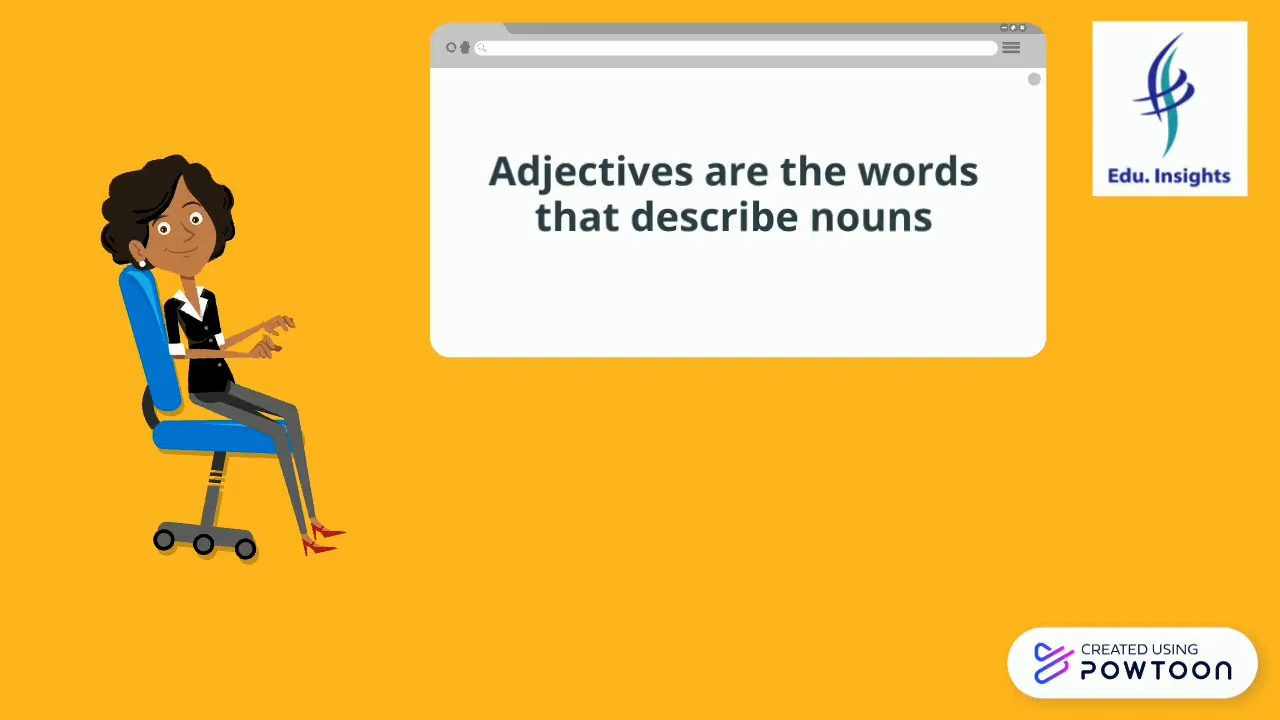 Adjectives are the words
that describe nouns
Edu. Insights
CREATED USING
POWTOON